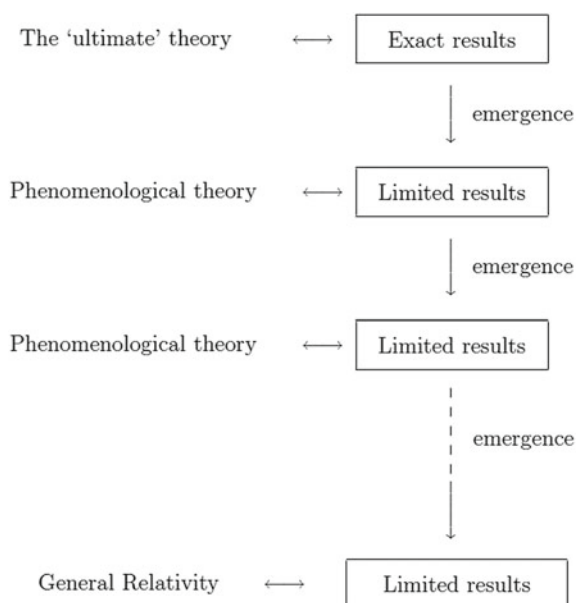 The ‘ultimate’ theory ⟷ Exact results
emergence
Phenomenological theory ⟷ Limited results
emergence
Phenomenological theory ⟷ Limited results
emergence
General Relativity ⟷ Limited results